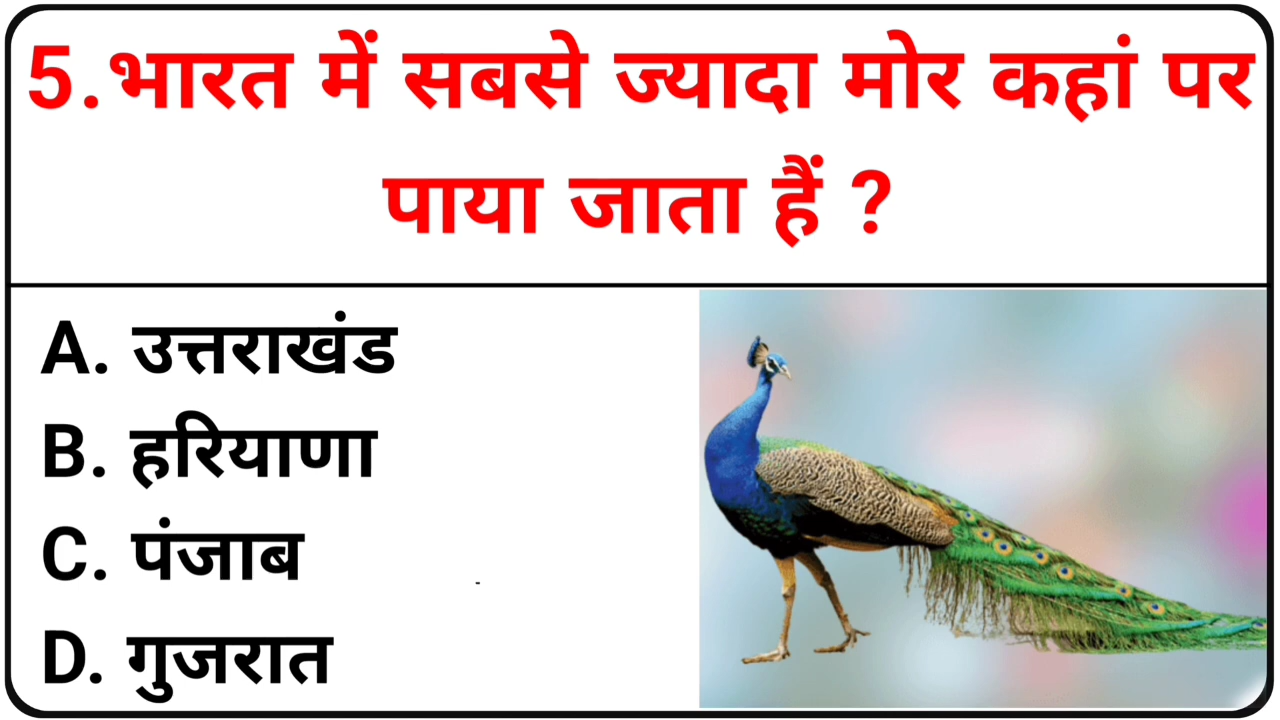 5.भारत में सबसे ज्यादा मोर कहां पर
पाया जाता हैं ?
A. उत्तराखंड
B. हरियाणा
C. पंजाब
D. गुजरात